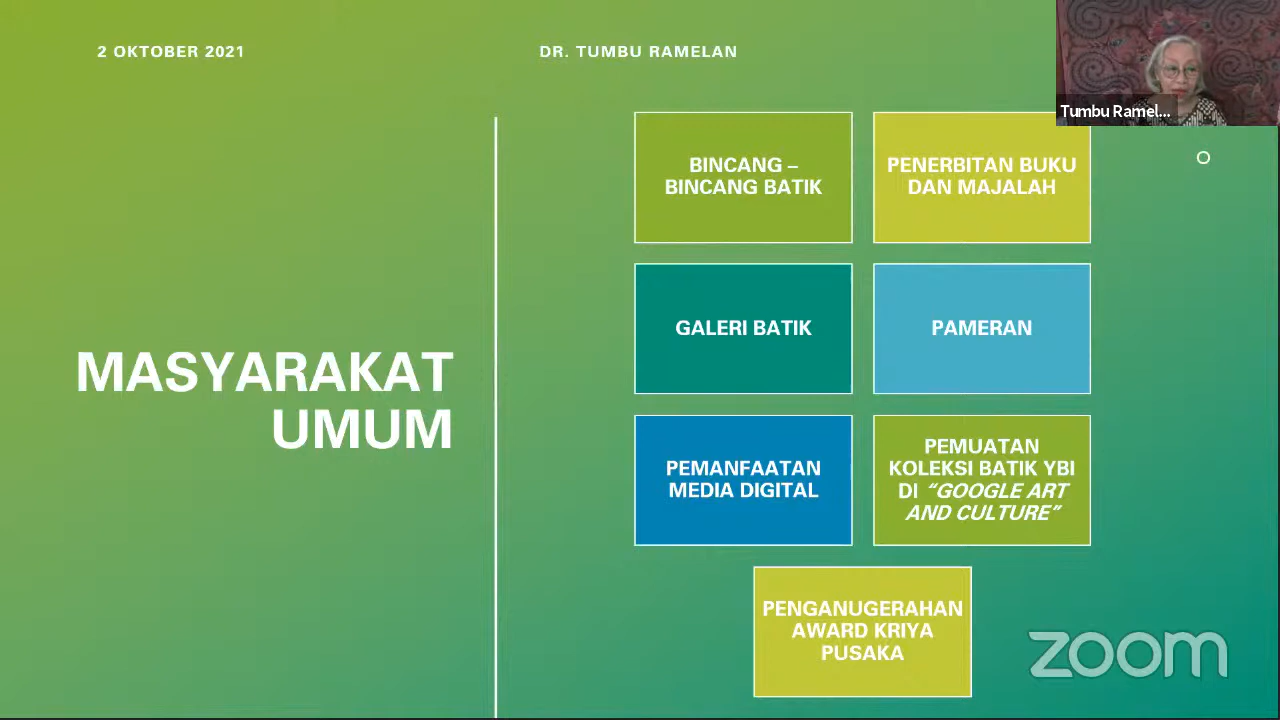 2 OKTOBER 2021
DR. TUMBU RAMELAN
Tumbu Ramel...
MASYARAKAT
UMUM
BINCANG –
BINCANG BATIK
PENERBITAN BUKU
DAN MAJALAH
GALERI BATIK
PAMERAN
PEMANFAATAN
MEDIA DIGITAL
PEMUATAN
KOLEKSI BATIK YBI
DI “GOOGLE ART
AND CULTURE”
PENGANUGERAHAN
AWARD KRIYA
PUSAKA
zoom